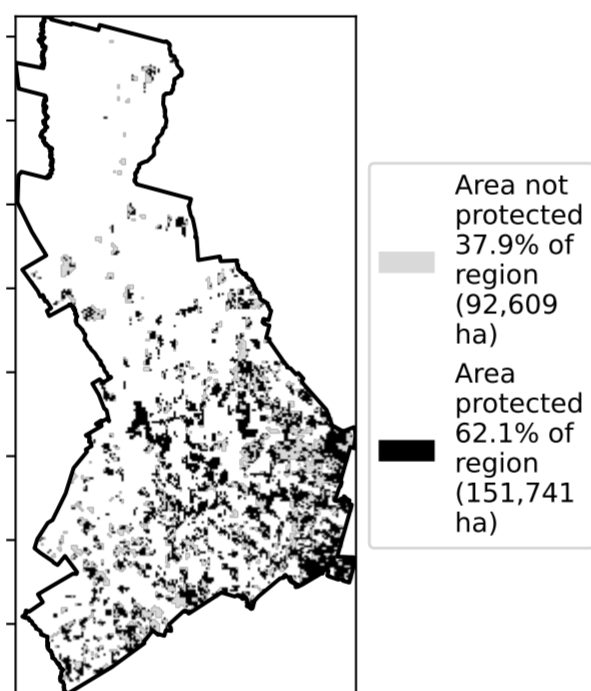 Area not
protected
37.9% of
region
(92,609
ha)
Area
protected
62.1% of
region
(151,741
ha)